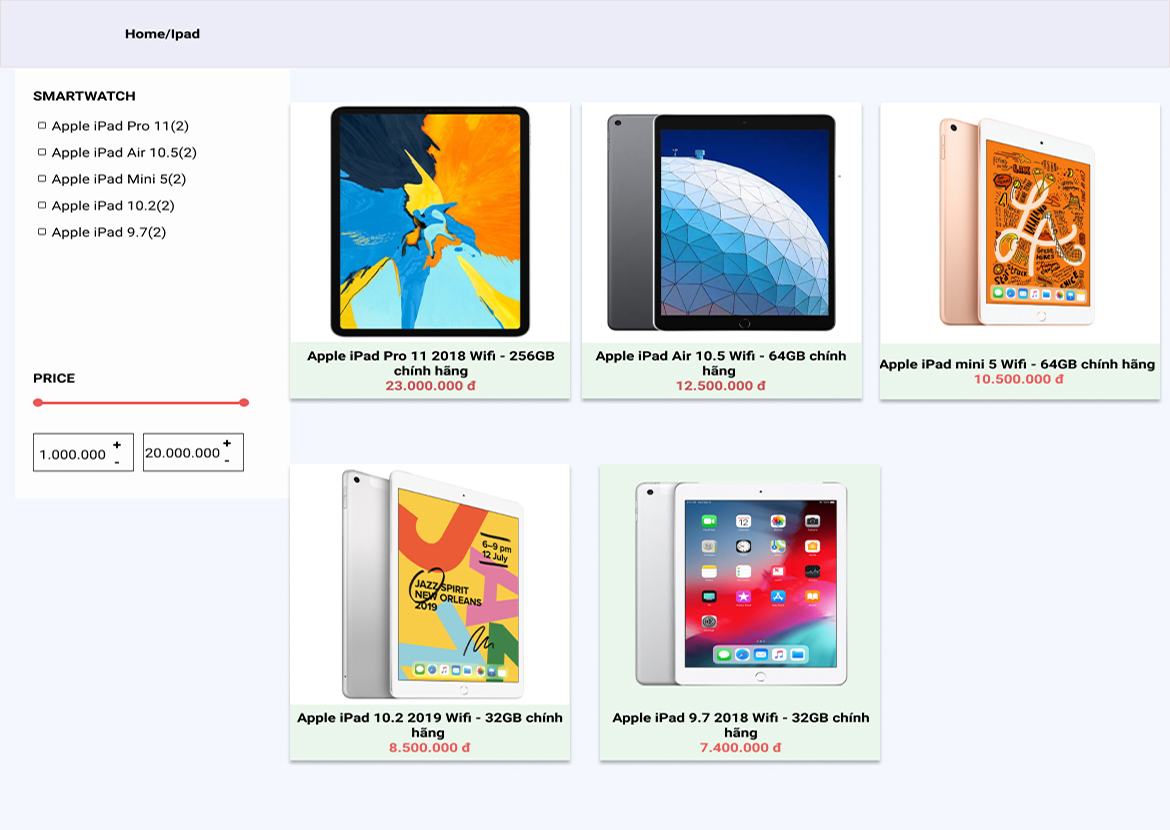 Home/Ipad
SMARTWATCH
Apple iPad Pro 11(2)
Apple iPad Air 10.5(2)
Apple iPad Mini 5(2)
Apple iPad 10.2(2)
Apple iPad 9.7(2)
PRICE
1.000.000 + -
20.000.000 + -
Apple iPad Pro 11 2018 Wifi - 256GB
chính hãng
23.000.000 đ
Apple iPad Air 10.5 Wifi - 64GB chính
hãng
12.500.000 đ
Apple iPad mini 5 Wifi - 64GB chính hãng
10.500.000 đ
6–9 pm
12 July
JAZZ SPIRIT
NEW ORLEANS
2019
Apple iPad 10.2 2019 Wifi - 32GB chính
hãng
8.500.000 đ
12
Apple iPad 9.7 2018 Wifi - 32GB chính
hãng
7.400.000 đ